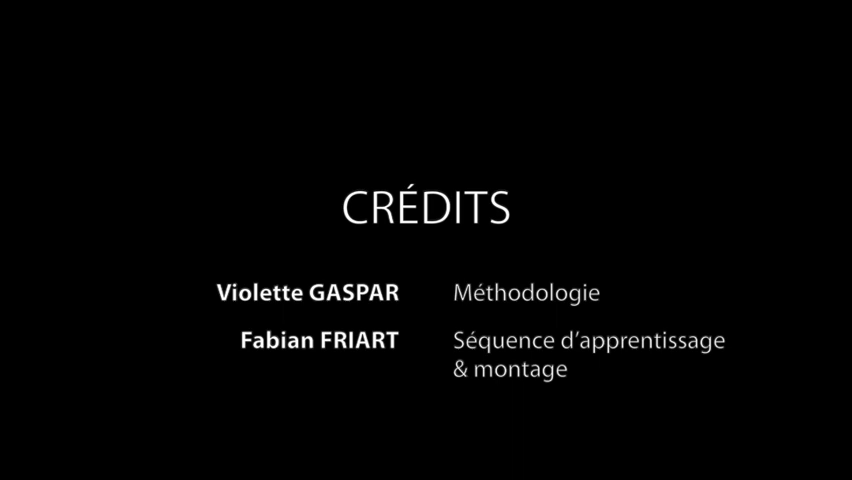 CRÉDITS
Violette GASPAR Méthodologie
Fabian FRIART Séquence d’apprentissage
& montage